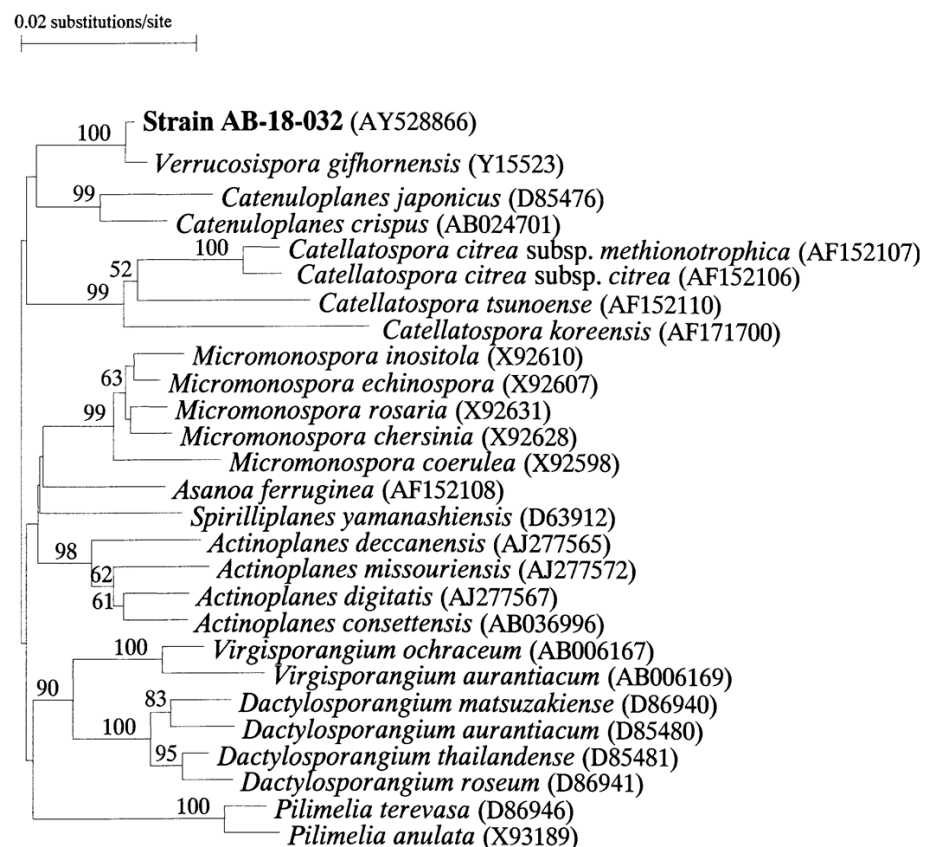 0.02 substitutions/site
100
Strain AB-18-032 (AY528866)
Verrucosispora gifhornensis (Y15523)
99
Catenuloplanes japonicus (D85476)
Catenuloplanes crispus (AB024701)
100
Catellatospora citrea subsp. methionotrophica (AF152107)
52
Catellatospora citrea subsp. citrea (AF152106)
99
Catellatospora tsunoense (AF152110)
Catellatospora koreensis (AF171700)
Micromonospora inositola (X92610)
63
Micromonospora echinospora (X92607)
99
Micromonospora rosaria (X92631)
Micromonospora chersinia (X92628)
Micromonospora coerulea (X92598)
Asanoa ferruginea (AF152108)
Spirilliplanes yamanashiensis (D63912)
98
Actinoplanes deccanensis (AJ277565)
62
Actinoplanes missouriensis (AJ277572)
61
Actinoplanes digitatis (AJ277567)
Actinoplanes consettensis (AB036996)
100
Virgisporangium ochraceum (AB006167)
90
Virgisporangium aurantiacum (AB006169)
83
Dactylosporangium matsuzakiense (D86940)
100
Dactylosporangium aurantiacum (D85480)
95
Dactylosporangium thailandense (D85481)
Dactylosporangium roseum (D86941)
100
Pilimelia terevasa (D86946)
Pilimelia anulata (X93189)